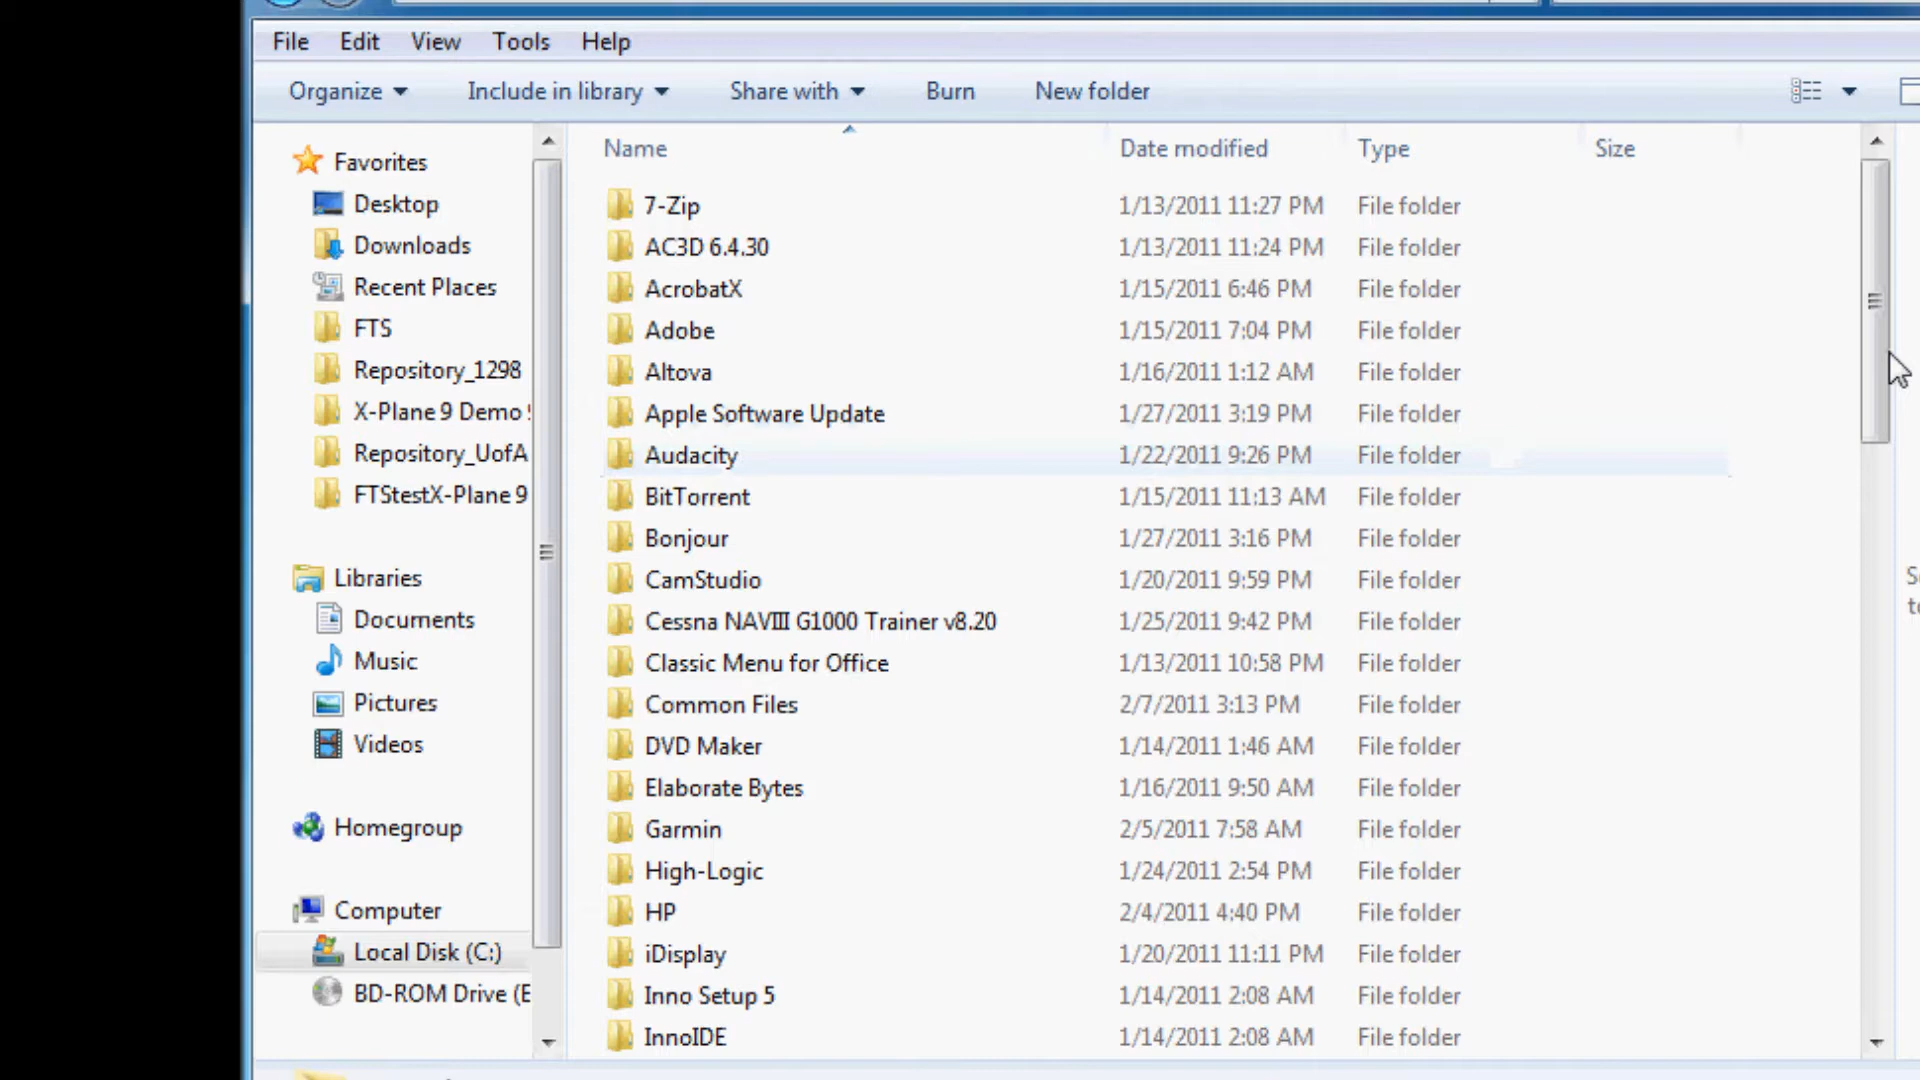 File Edit View Tools Help
Organize Include in library Share with Burn New folder
Name Date modified Type Size
Favorites
Desktop
Downloads
Recent Places
FTS
Repository_1298
X-Plane 9 Demo
Repository_UofA
FTStestX-Plane 9
Libraries
Documents
Music
Pictures
Videos
Homegroup
Computer
Local Disk (C:)
BD-ROM Drive (E
7-Zip 1/13/2011 11:27 PM File folder
AC3D 6.4.30 1/13/2011 11:24 PM File folder
AcrobatX 1/15/2011 6:46 PM File folder
Adobe 1/15/2011 7:04 PM File folder
Altova 1/16/2011 1:12 AM File folder
Apple Software Update 1/27/2011 3:19 PM File folder
Audacity 1/22/2011 9:26 PM File folder
BitTorrent 1/15/2011 11:13 AM File folder
Bonjour 1/27/2011 3:16 PM File folder
CamStudio 1/20/2011 9:59 PM File folder
Cessna NAVIII G1000 Trainer v8.20 1/25/2011 9:42 PM File folder
Classic Menu for Office 1/13/2011 10:58 PM File folder
Common Files 2/7/2011 3:13 PM File folder
DVD Maker 1/14/2011 1:46 AM File folder
Elaborate Bytes 1/16/2011 9:50 AM File folder
Garmin 2/5/2011 7:58 AM File folder
High-Logic 1/24/2011 2:54 PM File folder
HP 2/4/2011 4:40 PM File folder
iDisplay 1/20/2011 11:11 PM File folder
Inno Setup 5 1/14/2011 2:08 AM File folder
InnoIDE 1/14/2011 2:08 AM File folder